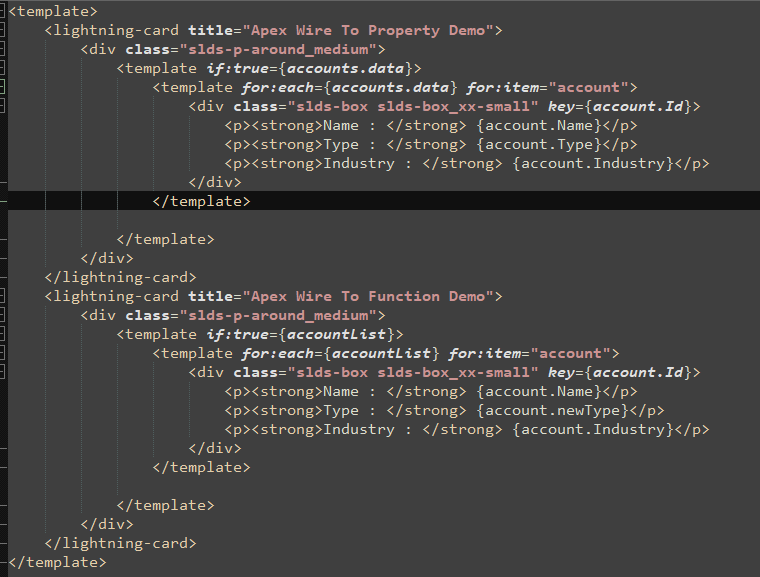 <template>
    <lightning-card title="Apex Wire To Property Demo">
        <div class="slds-p-around_medium">
            <template if:true={accounts.data}>
                <template for:each={accounts.data} for:item="account">
                    <div class="slds-box slds-box_xx-small" key={account.Id}>
                        <p><strong>Name : </strong> {account.Name}</p>
                        <p><strong>Type : </strong> {account.Type}</p>
                        <p><strong>Industry : </strong> {account.Industry}</p>
                    </div>
                </template>

            </template>
        </div>
    </lightning-card>
    <lightning-card title="Apex Wire To Function Demo">
        <div class="slds-p-around_medium">
            <template if:true={accountList}>
                <template for:each={accountList} for:item="account">
                    <div class="slds-box slds-box_xx-small" key={account.Id}>
                        <p><strong>Name : </strong> {account.Name}</p>
                        <p><strong>Type : </strong> {account.newType}</p>
                        <p><strong>Industry : </strong> {account.Industry}</p>
                    </div>
                </template>

            </template>
        </div>
    </lightning-card>
</template>